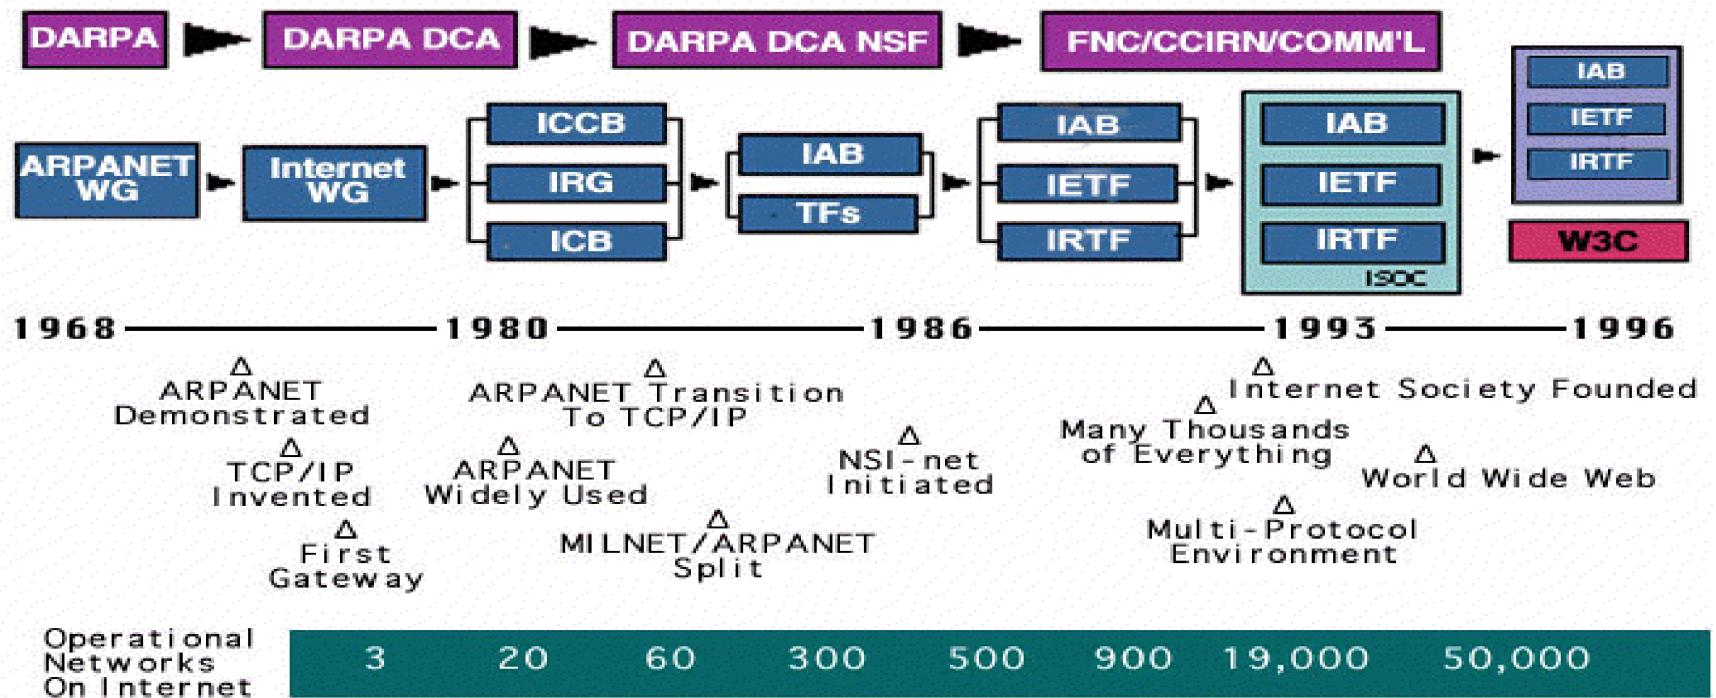 DARPA
DARPA DCA
DARPA DCA NSF
FNC/CCIRN/COMM'L
ARPANET
WG
Internet
WG
ICCB
IRG
ICB
IAB
TFs
IAB
IETF
IRTF
IAB
IETF
IRTF
ISOC
IAB
IETF
IRTF
W3C
1968
1980
1986
1993
1996
ARPANET
Demonstrated
TCP/IP
Invented
First
Gateway
ARPANET Transition
To TCP/IP
ARPANET
Widely Used
MILNET/ARPANET
Split
NSI-net
Initiated
Internet Society Founded
Many Thousands
of Everything
World Wide Web
Multi-Protocol
Environment
Operational
Networks
On Internet
3 20 60 300 500 900 19,000 50,000